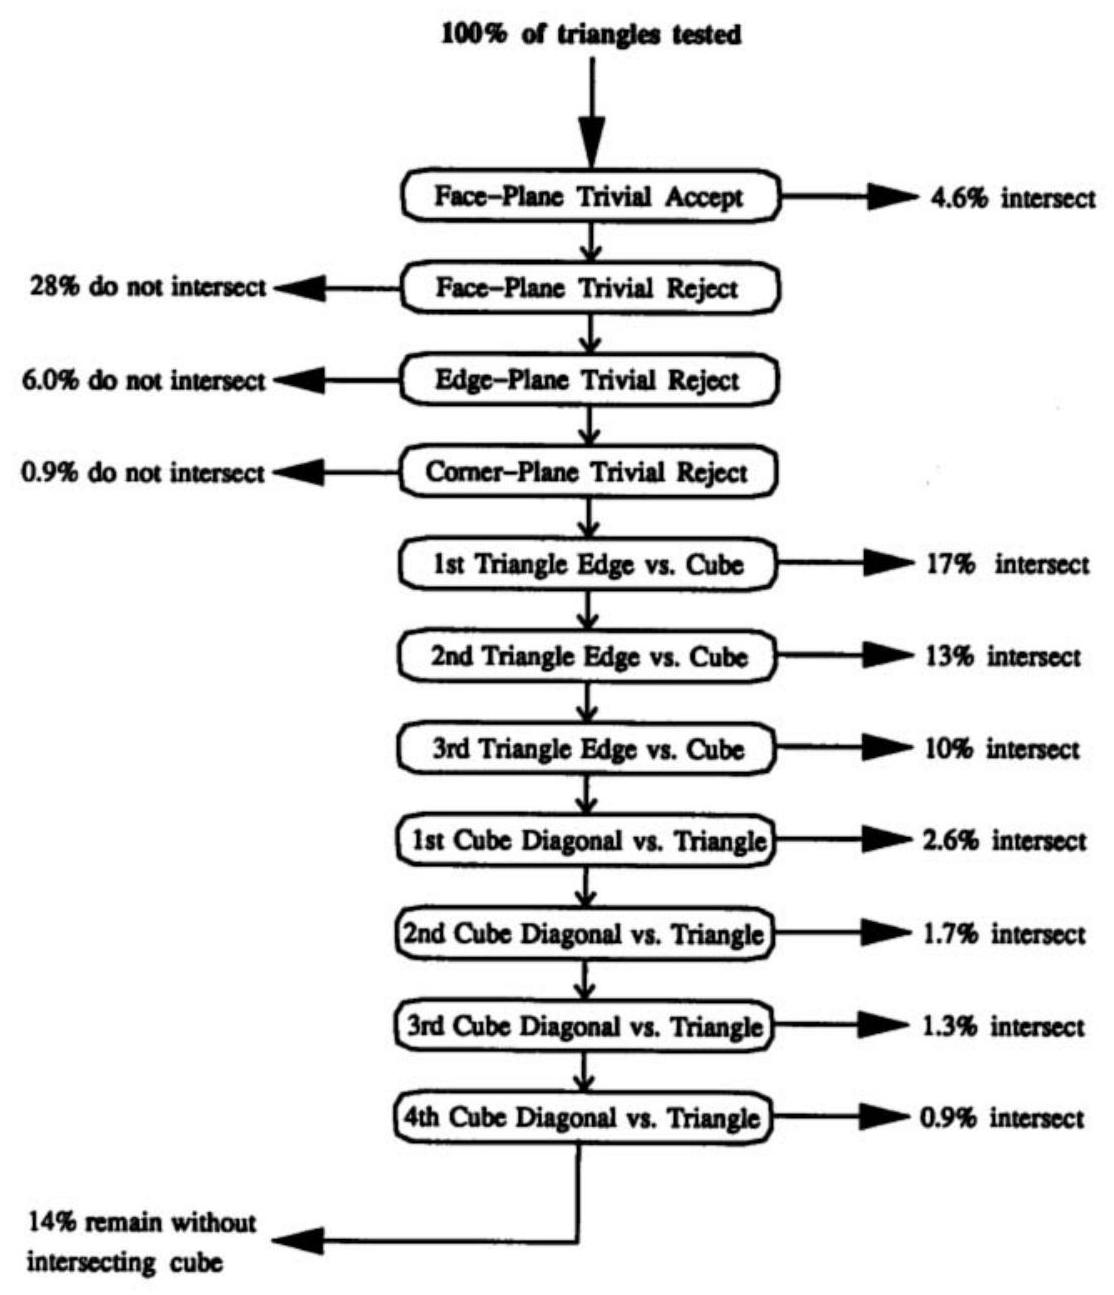 100% of triangles tested
Face-Plane Trivial Accept
4.6% intersect
28% do not intersect
Face-Plane Trivial Reject
6.0% do not intersect
Edge-Plane Trivial Reject
0.9% do not intersect
Corner-Plane Trivial Reject
1st Triangle Edge vs. Cube
17% intersect
2nd Triangle Edge vs. Cube
13% intersect
3rd Triangle Edge vs. Cube
10% intersect
1st Cube Diagonal vs. Triangle
2.6% intersect
2nd Cube Diagonal vs. Triangle
1.7% intersect
3rd Cube Diagonal vs. Triangle
1.3% intersect
4th Cube Diagonal vs. Triangle
0.9% intersect
14% remain without
intersecting cube